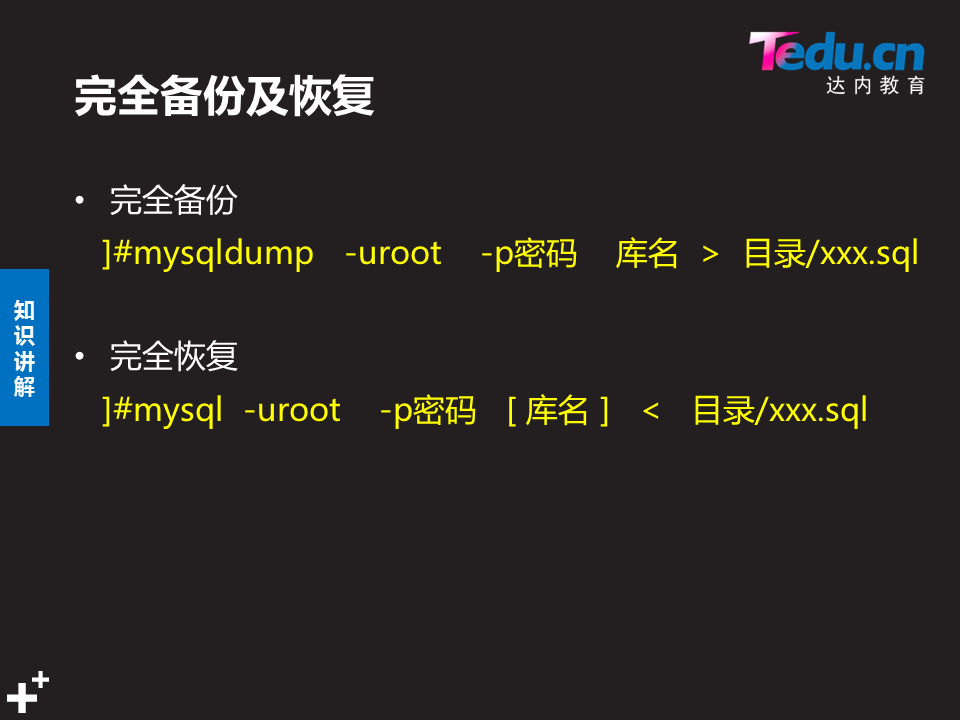 Tedu.cn
达内教育
完全备份及恢复
• 完全备份
]#mysqldump -uroot -p密码 库名 > 目录/xxx.sql
知识讲解
• 完全恢复
]#mysql -uroot -p密码 [ 库名 ] < 目录/xxx.sql